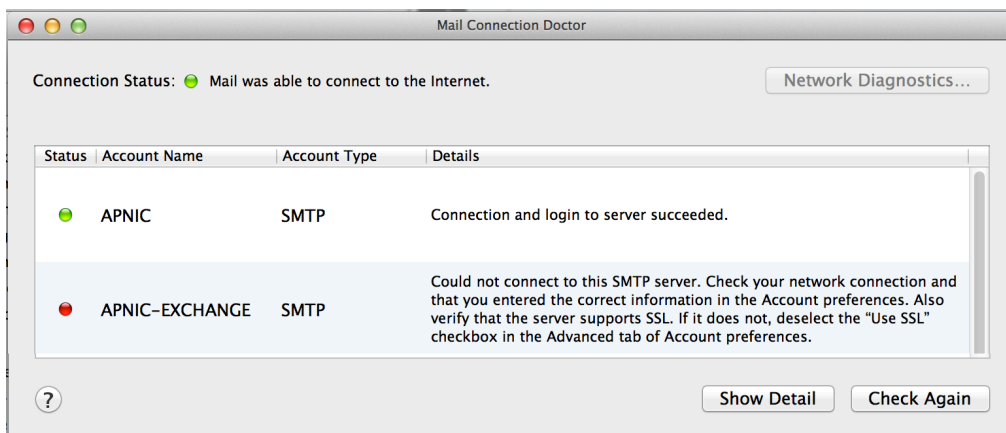 Mail Connection Doctor
Connection Status: Mail was able to connect to the Internet.
Network Diagnostics...
Status Account Name Account Type Details
APNIC SMTP Connection and login to server succeeded.
APNIC-EXCHANGE SMTP
Could not connect to this SMTP server. Check your network connection and
that you entered the correct information in the Account preferences. Also
verify that the server supports SSL. If it does not, deselect the “Use SSL”
checkbox in the Advanced tab of Account preferences.
? Show Detail Check Again